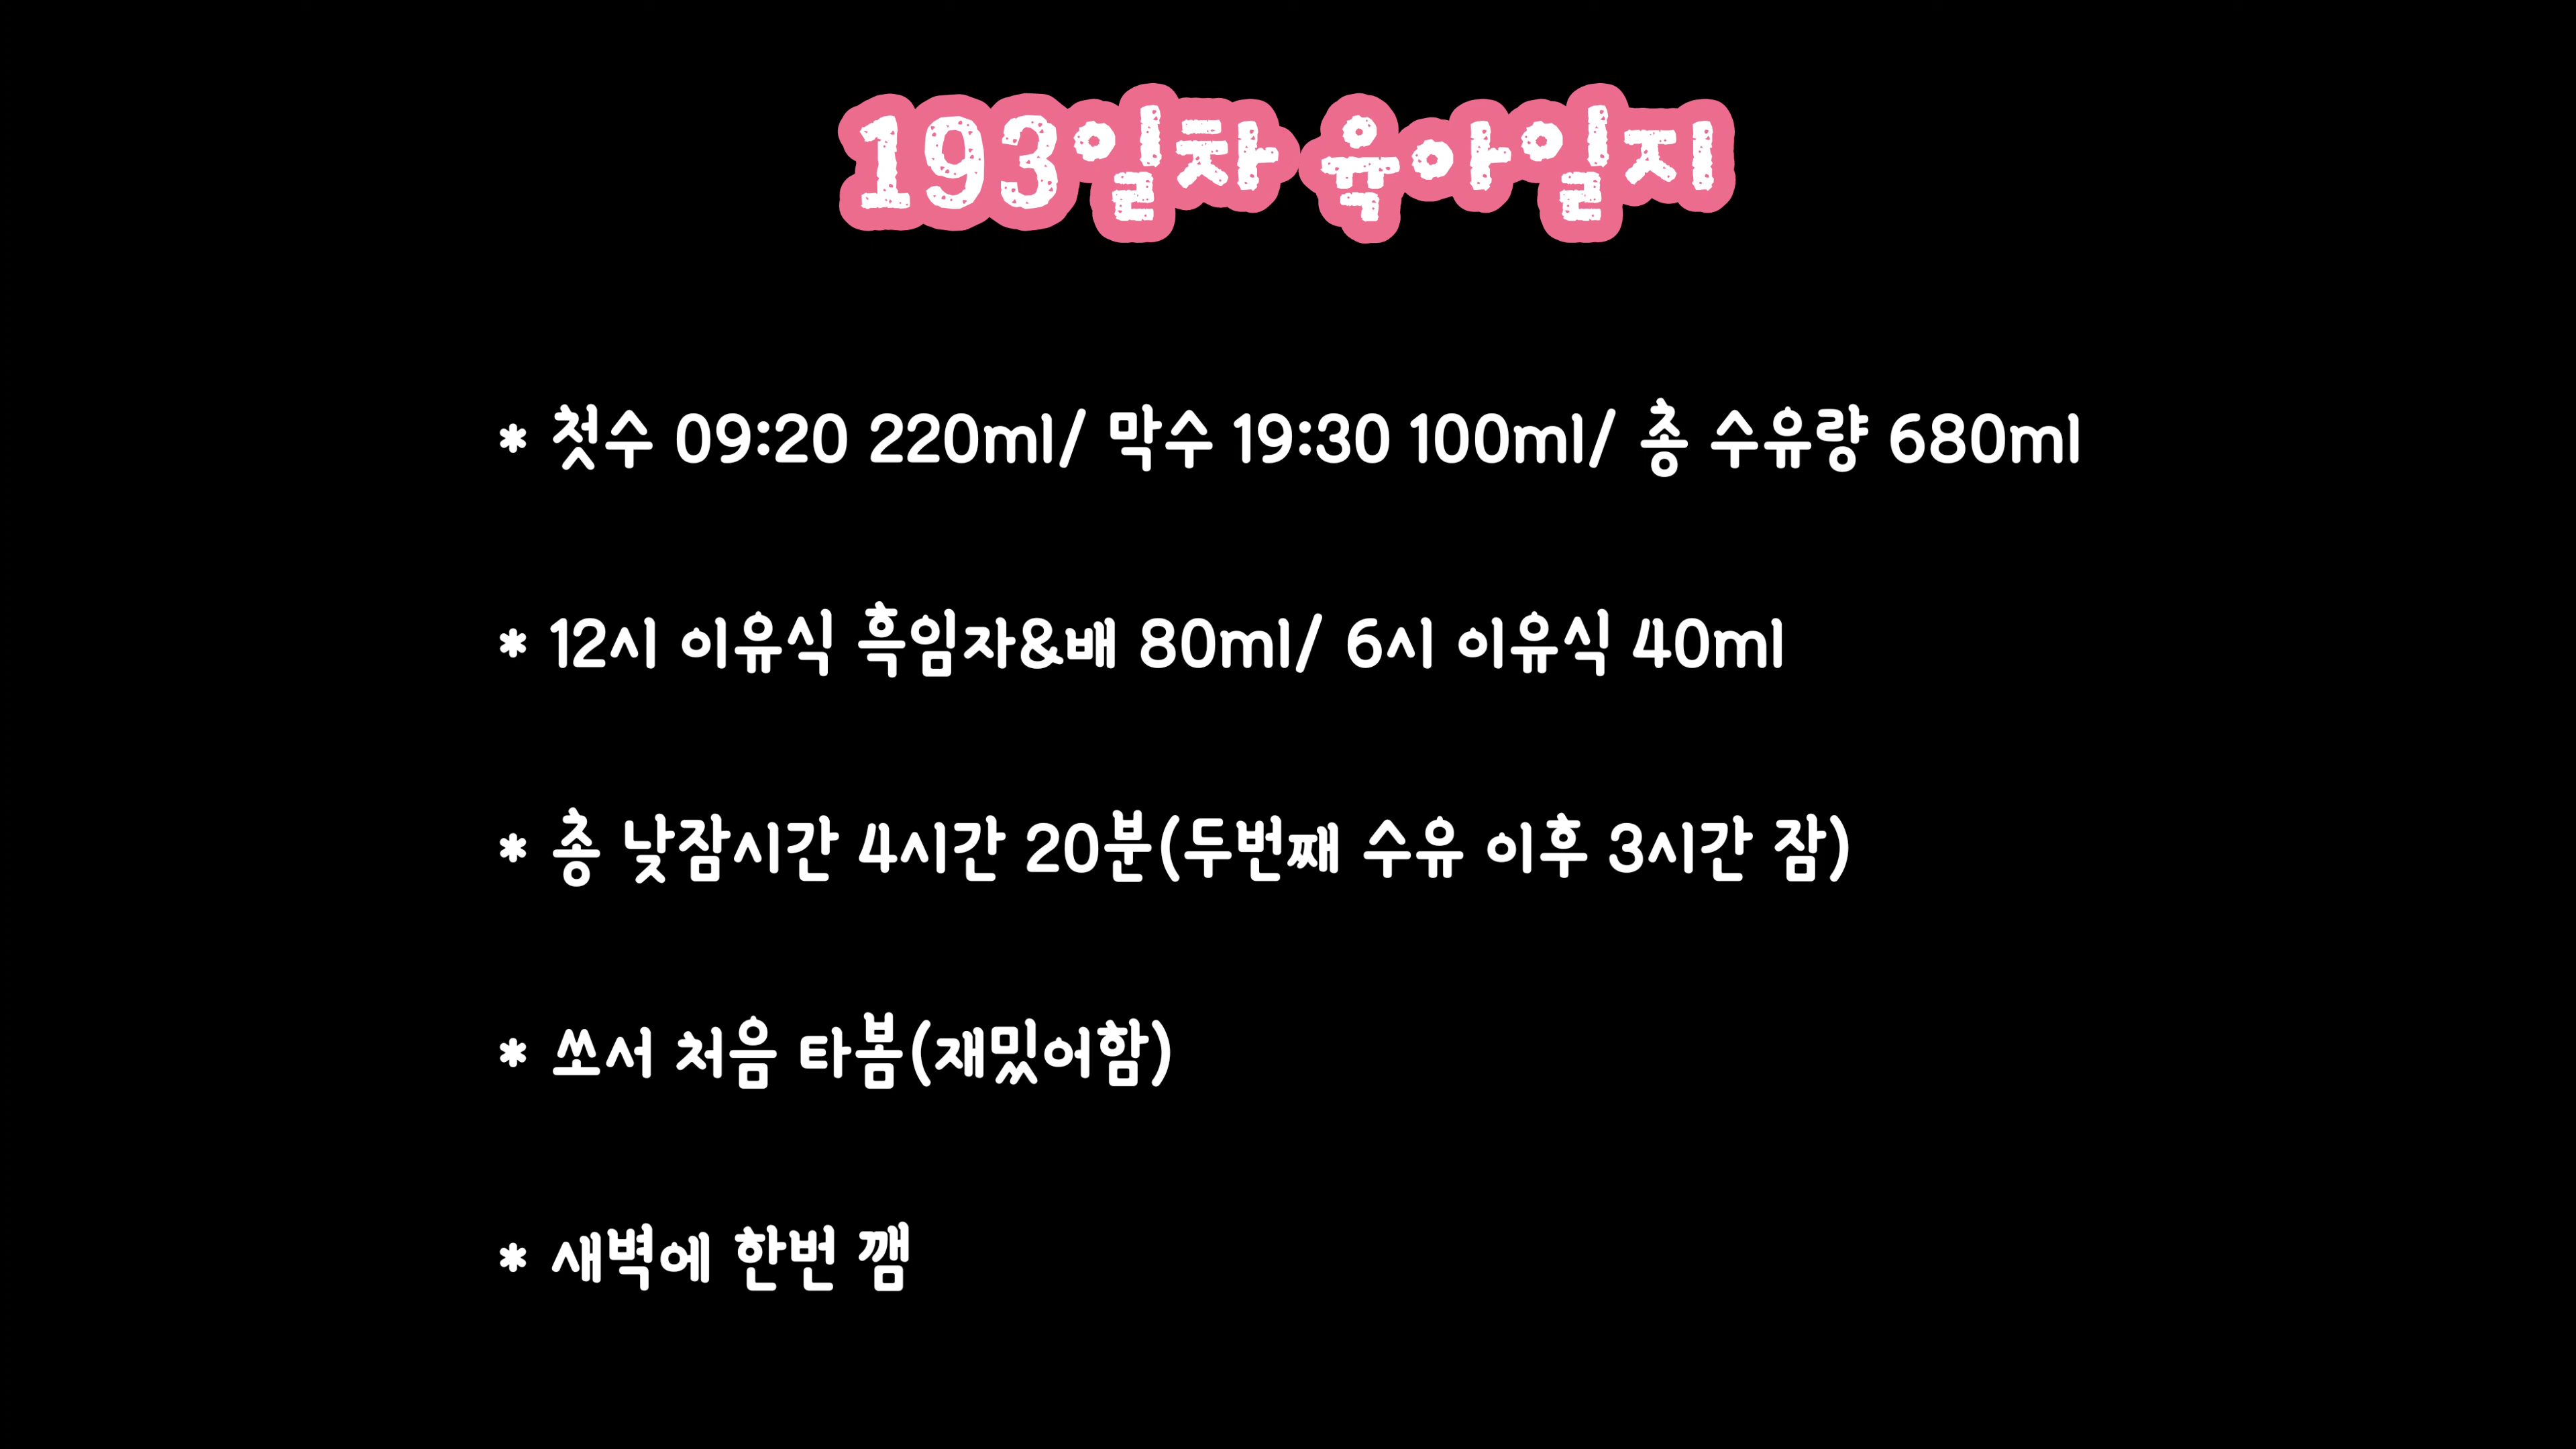 193일차 육아일지
* 첫수 09:20 220ml/ 막수 19:30 100ml/ 총 수유량 680ml
* 12시 이유식 흑임자&배 80ml/ 6시 이유식 40ml
* 총 낮잠시간 4시간 20분(두번째 수유 이후 3시간 잠)
* 쏘서 처음 타봄(재밌어함)
* 새벽에 한번 깸